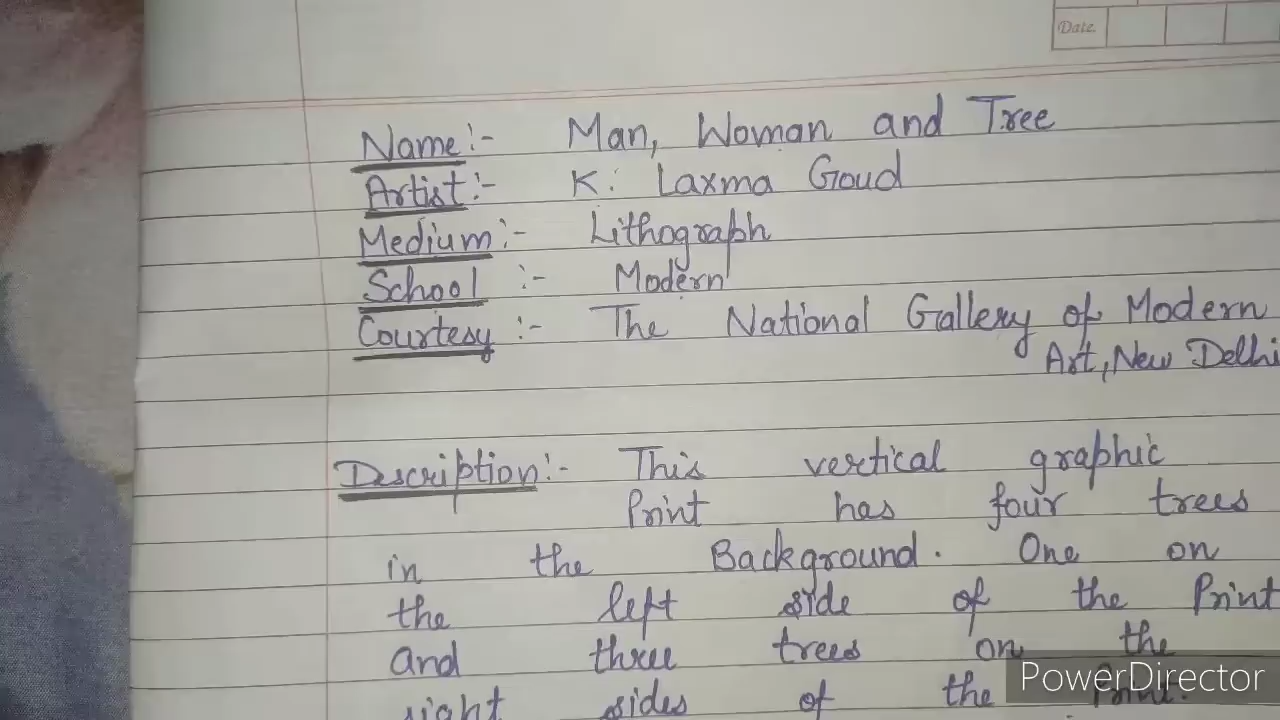 Date.
Name:- Man, Woman and Tree
Artist:- K. Laxma Goud
Medium:- Lithograph
School :- Modern
Courtesy :- The National Gallery of Modern
Art, New Delhi
Description:- This vertical graphic
Print has four trees
in the Background. One on
the left side of the Print
and three trees on the
right sides of the Print.
PowerDirector